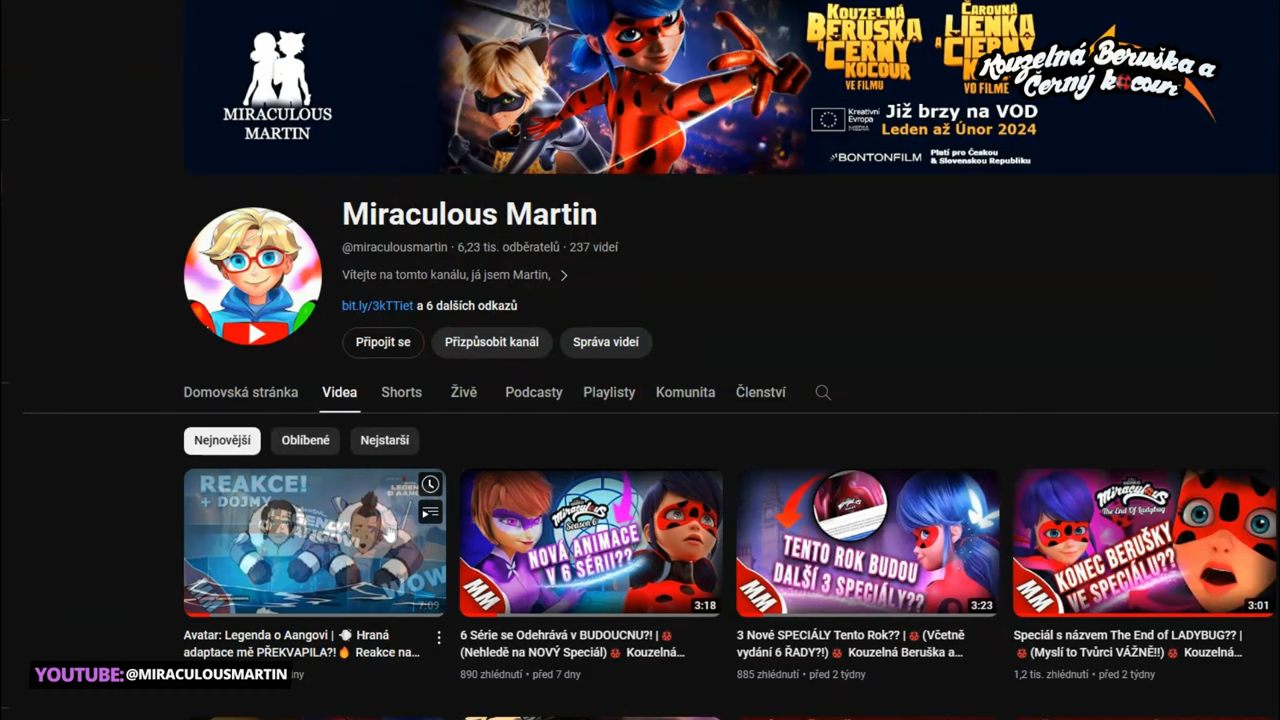 MIRACULOUS
MARTIN
KOUZELNÁ
BERUŠKA
A ČERNÝ
KOCOUR
VE FILMU
ČAROVNÁ
LIENKA
A ČIERNY
VO FILME
Kouzelná Beruška a
Černý kocour
Kreativní
Evropa
MEDIA
Již brzy na VOD
Leden až Únor 2024
BONTONFILM
Platí pro Českou
& Slovenskou Republiku
Miraculous Martin
@miraculousmartin · 6,23 tis. odběratelů · 237 videí
Vítejte na tomto kanálu, já jsem Martin,
bit.ly/3kTTiet a 6 dalších odkazů
Připojit se
Přizpůsobit kanál
Správa videí
Domovská stránka Videa Shorts Živě Podcasty Playlisty Komunita Členství
Nejnovější Oblíbené Nejstarší
REAKCE!
+ DOJMY
WOW
7:09
Miraculous
Season 6
NOVÁ ANIMACE
V 6 SÉRII??
MM
3:18
TENTO ROK BUDOU
DALŠÍ 3 SPECIÁLY??
MM
3:23
Miraculous
The End Of Ladybug
KONEC BERUŠKY
VE SPECIÁLU??
MM
3:01
Avatar: Legenda o Aangovi | 💨 Hraná
adaptace mě PŘEKVAPILA?! 🔥 Reakce na...
6 Série se Odehrává v BUDOUCNU?! | 🐞
(Nehledě na NOVÝ Speciál) 🐞 Kouzelná...
890 zhlédnutí · před 7 dny
3 Nové SPECIÁLY Tento Rok?? | 🐞 (Včetně
vydání 6 ŘADY?!) 🐞 Kouzelná Beruška a...
885 zhlédnutí · před 2 týdny
Speciál s názvem The End of LADYBUG?? |
🐞 (Myslí to Tvůrci VÁŽNĚ!!) 🐞 Kouzelná...
1,2 tis. zhlédnutí · před 2 týdny
YOUTUBE: @MIRACULOUSMARTIN